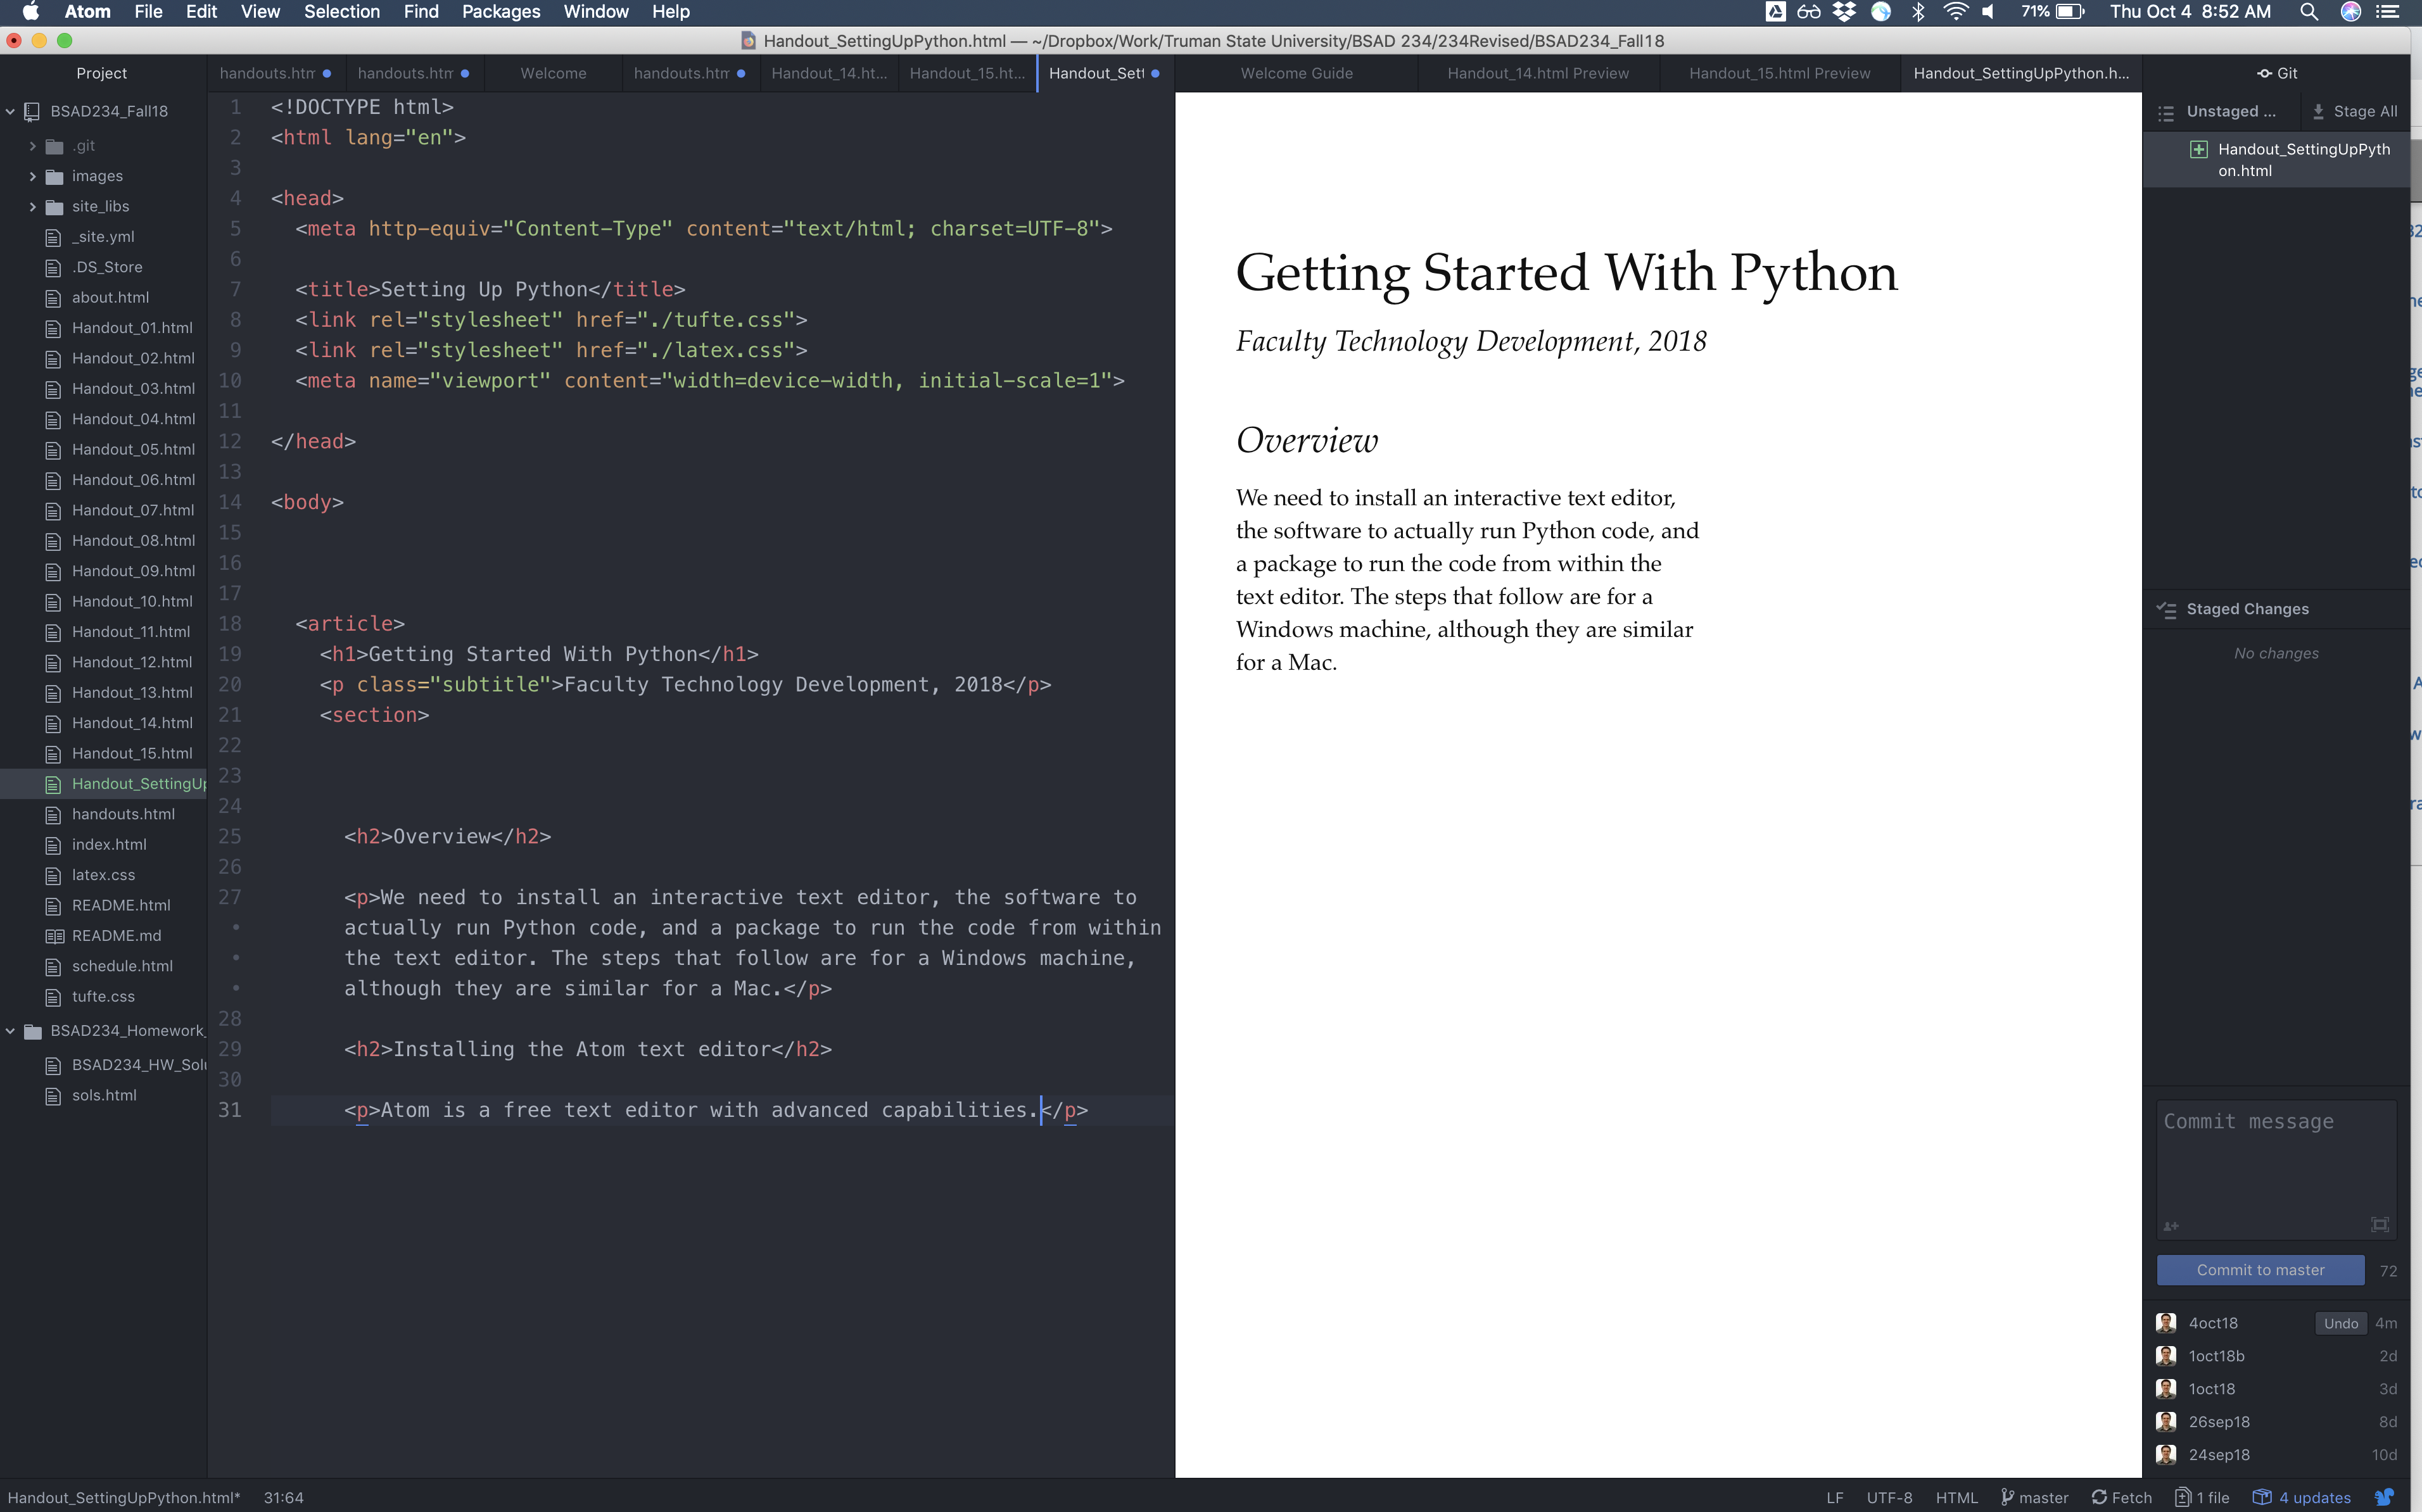 Atom File Edit View Selection Find Packages Window Help 71% Thu Oct 4 8:52 AM
Handout_SettingUpPython.html — ~/Dropbox/Work/Truman State University/BSAD 234/234Revised/BSAD234_Fall18
Project
BSAD234_Fall18
.git
images
site_libs
_site.yml
.DS_Store
about.html
Handout_01.html
Handout_02.html
Handout_03.html
Handout_04.html
Handout_05.html
Handout_06.html
Handout_07.html
Handout_08.html
Handout_09.html
Handout_10.html
Handout_11.html
Handout_12.html
Handout_13.html
Handout_14.html
Handout_15.html
Handout_SettingUp
handouts.html
index.html
latex.css
README.html
README.md
schedule.html
tufte.css
BSAD234_Homework_
BSAD234_HW_Solu
sols.html
handouts.htm handouts.htm Welcome handouts.htm Handout_14.ht... Handout_15.ht... Handout_Sett
1 <!DOCTYPE html>
2 <html lang="en">
3
4 <head>
5 <meta http-equiv="Content-Type" content="text/html; charset=UTF-8">
6
7 <title>Setting Up Python</title>
8 <link rel="stylesheet" href="./tufte.css">
9 <link rel="stylesheet" href="./latex.css">
10 <meta name="viewport" content="width=device-width, initial-scale=1">
11
12 </head>
13
14 <body>
15
16
17
18 <article>
19 <h1>Getting Started With Python</h1>
20 <p class="subtitle">Faculty Technology Development, 2018</p>
21 <section>
22
23
24
25 <h2>Overview</h2>
26
27 <p>We need to install an interactive text editor, the software to
actually run Python code, and a package to run the code from within
the text editor. The steps that follow are for a Windows machine,
although they are similar for a Mac.</p>
28
29 <h2>Installing the Atom text editor</h2>
30
31 <p>Atom is a free text editor with advanced capabilities.</p>
Welcome Guide Handout_14.html Preview Handout_15.html Preview Handout_SettingUpPython.h...
Getting Started With Python
Faculty Technology Development, 2018
Overview
We need to install an interactive text editor,
the software to actually run Python code, and
a package to run the code from within the
text editor. The steps that follow are for a
Windows machine, although they are similar
for a Mac.
Git
Unstaged ... Stage All
Handout_SettingUpPyth
on.html
Staged Changes
No changes
Commit message
Commit to master 72
4oct18 Undo 4m
1oct18b 2d
1oct18 3d
26sep18 8d
24sep18 10d
Handout_SettingUpPython.html* 31:64 LF UTF-8 HTML master Fetch 1 file 4 updates